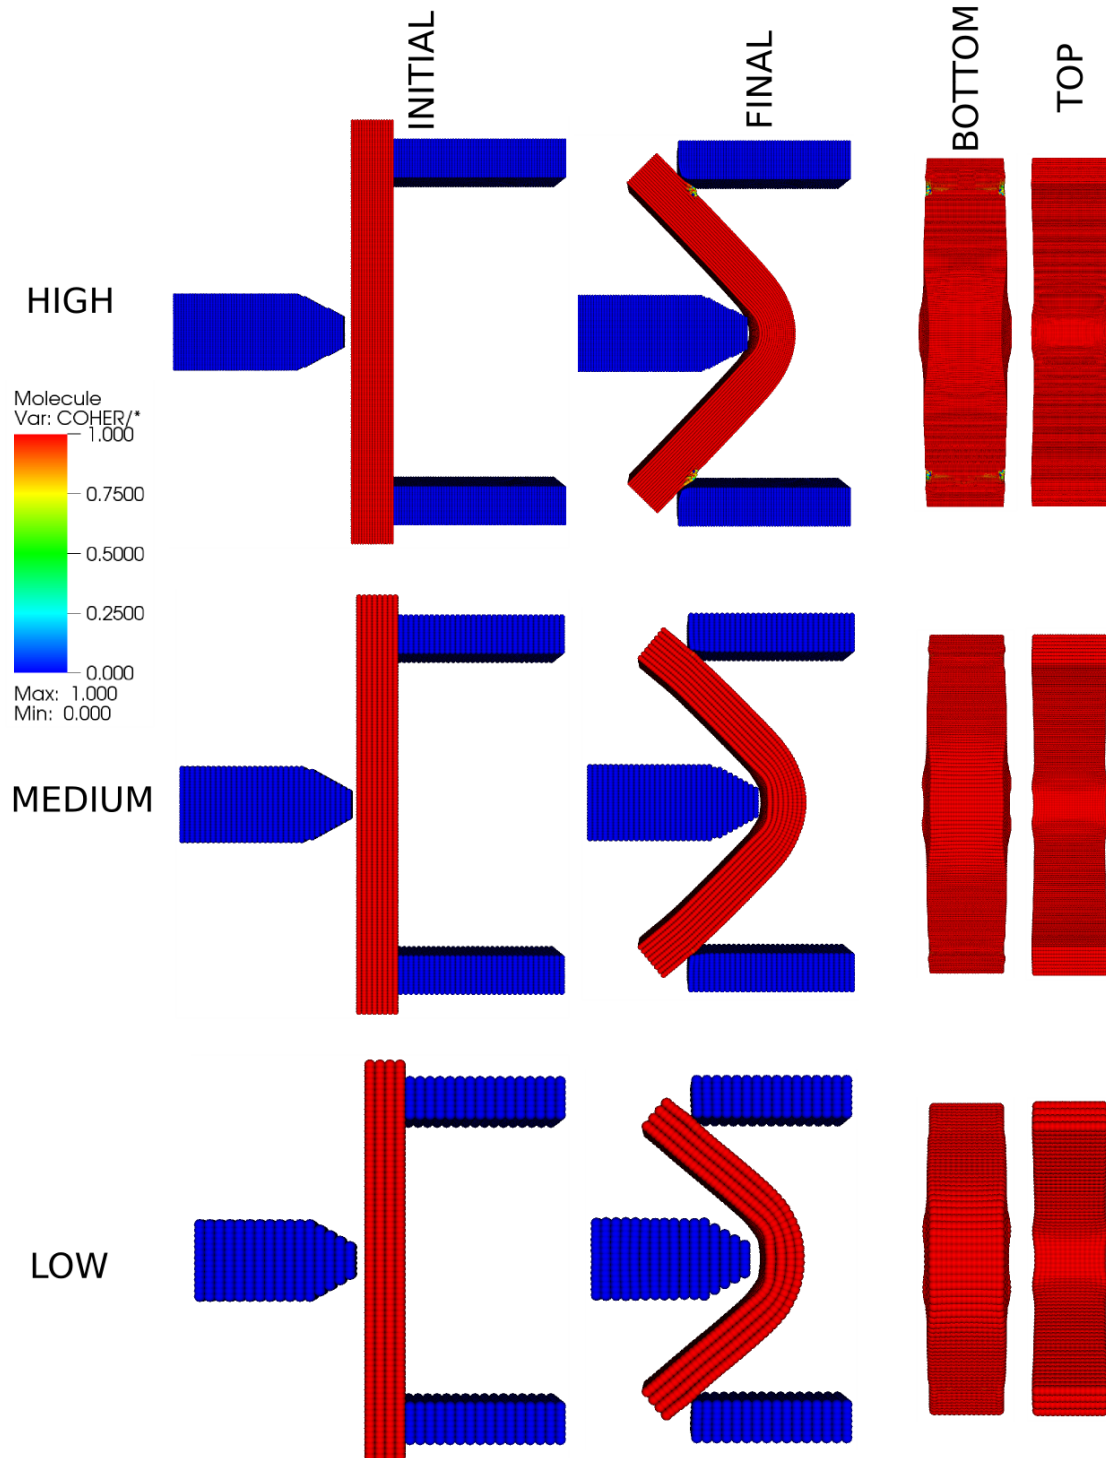 INITIAL
FINAL
BOTTOM
TOP
HIGH
Molecule
Var: COHER/*
1.000
0.7500
0.5000
0.2500
0.000
Max: 1.000
Min: 0.000
MEDIUM
LOW